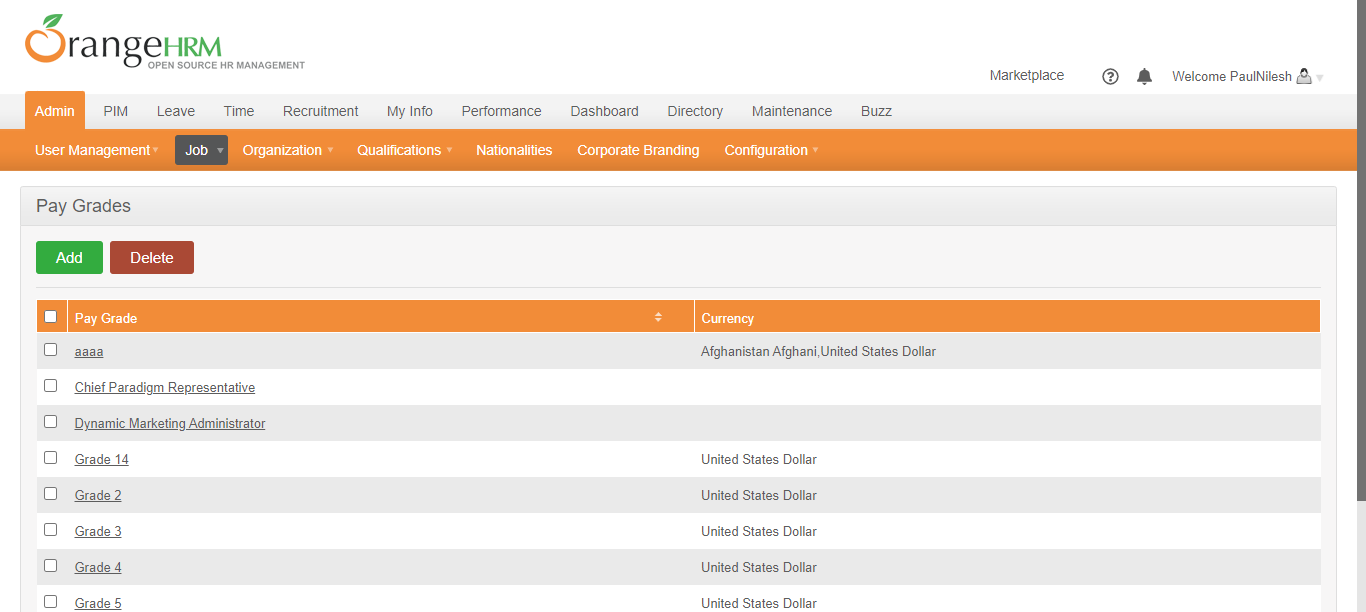 OrangeHRM
OPEN SOURCE HR MANAGEMENT
Marketplace ? Welcome PaulNilesh
Admin PIM Leave Time Recruitment My Info Performance Dashboard Directory Maintenance Buzz
User Management Job Organization Qualifications Nationalities Corporate Branding Configuration
Pay Grades
Add Delete
Pay Grade Currency
aaaa Afghanistan Afghani,United States Dollar
Chief Paradigm Representative
Dynamic Marketing Administrator
Grade 14 United States Dollar
Grade 2 United States Dollar
Grade 3 United States Dollar
Grade 4 United States Dollar
Grade 5 United States Dollar